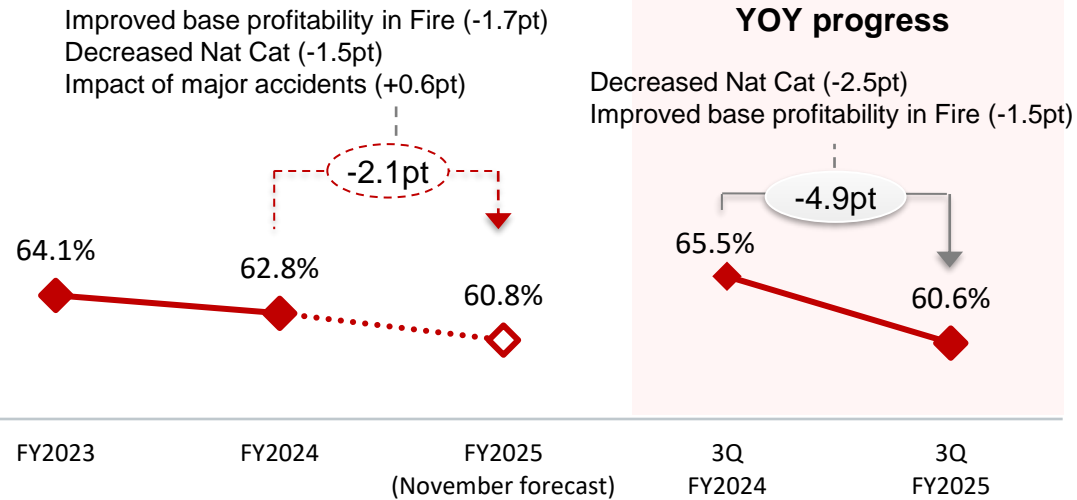 Improved base profitability in Fire (-1.7pt)
Decreased Nat Cat (-1.5pt)
Impact of major accidents (+0.6pt)
-2.1pt
64.1%
62.8%
60.8%
YOY progress
Decreased Nat Cat (-2.5pt)
Improved base profitability in Fire (-1.5pt)
-4.9pt
65.5%
60.6%
FY2023
FY2024
FY2025
(November forecast)
3Q
FY2024
3Q
FY2025